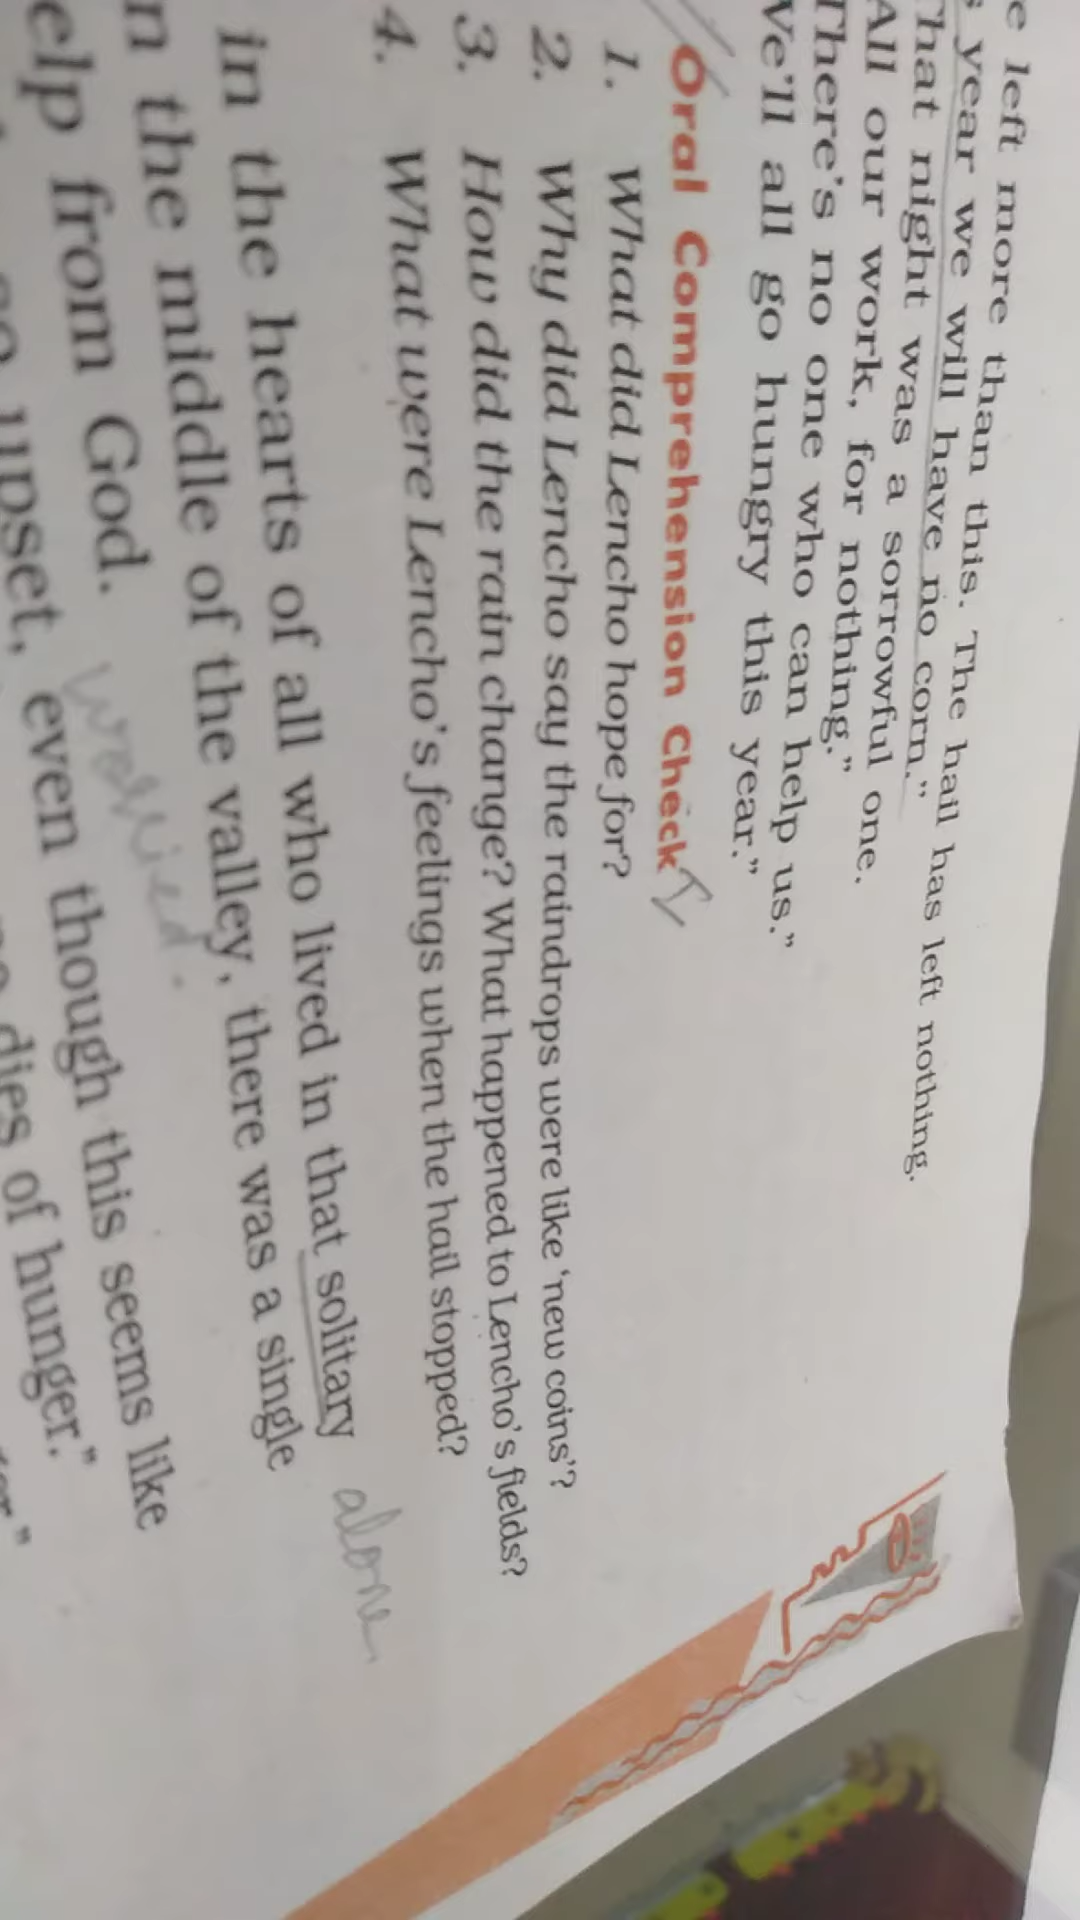 e left more than this. The hail has left nothing.
s year we will have no corn."
That night was a sorrowful one.
All our work, for nothing."
There's no one who can help us."
We'll all go hungry this year."
Oral Comprehension Check
1. What did Lencho hope for?
2. Why did Lencho say the raindrops were like 'new coins'?
3. How did the rain change? What happened to Lencho's fields?
4. What were Lencho's feelings when the hail stopped?
in the hearts of all who lived in that solitary alone
n the middle of the valley, there was a single
elp from God. worried.
upset, even though this seems like
dies of hunger."